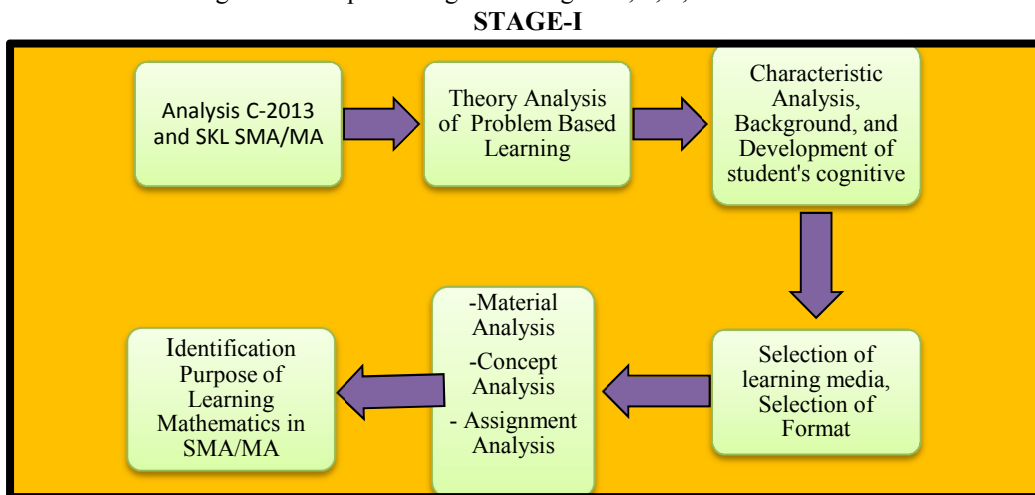 STAGE-I
Analysis C-2013
and SKL SMA/MA
Theory Analysis
of Problem Based
Learning
Characteristic
Analysis,
Background, and
Development of
student's cognitive
Selection of
learning media,
Selection of
Format
-Material
Analysis
-Concept
Analysis
- Assignment
Analysis
Identification
Purpose of
Learning
Mathematics in
SMA/MA